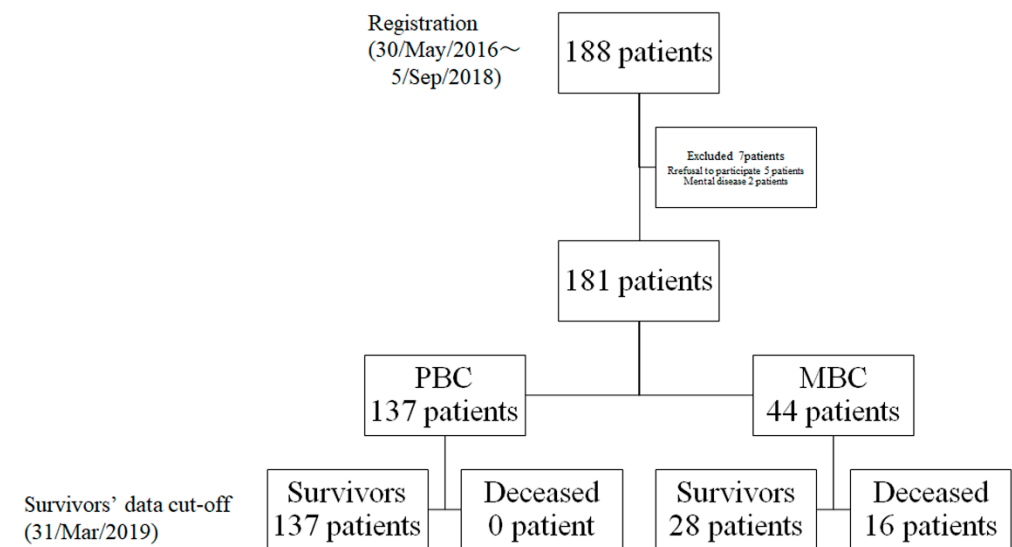 Registration
(30/May/2016～
5/Sep/2018)
188 patients
Excluded 7patients
Rrefusal to participate 5 patients
Mental disease 2 patients
181 patients
PBC
137 patients
MBC
44 patients
Survivors' data cut-off
(31/Mar/2019)
Survivors
137 patients
Deceased
0 patient
Survivors
28 patients
Deceased
16 patients